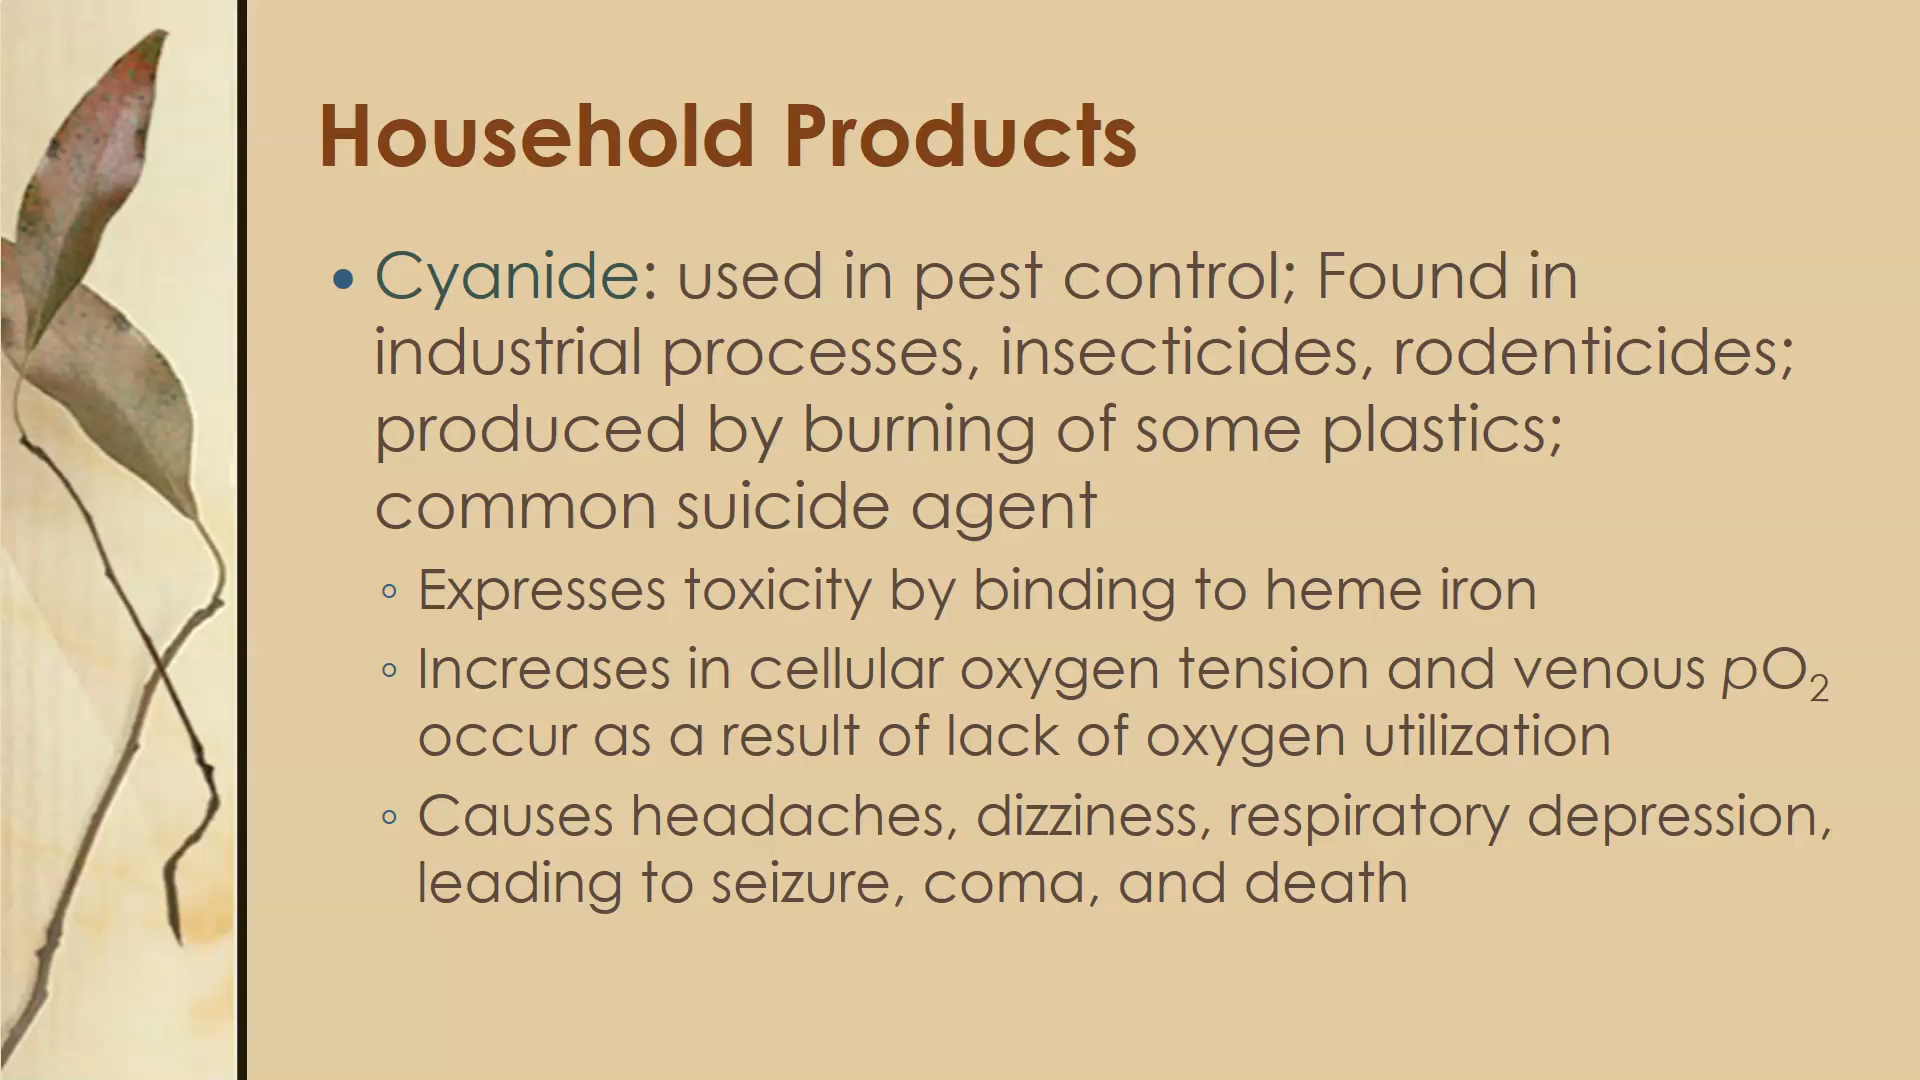 Household Products
• Cyanide: used in pest control; Found in
industrial processes, insecticides, rodenticides;
produced by burning of some plastics;
common suicide agent
◦ Expresses toxicity by binding to heme iron
◦ Increases in cellular oxygen tension and venous pO₂
occur as a result of lack of oxygen utilization
◦ Causes headaches, dizziness, respiratory depression,
leading to seizure, coma, and death